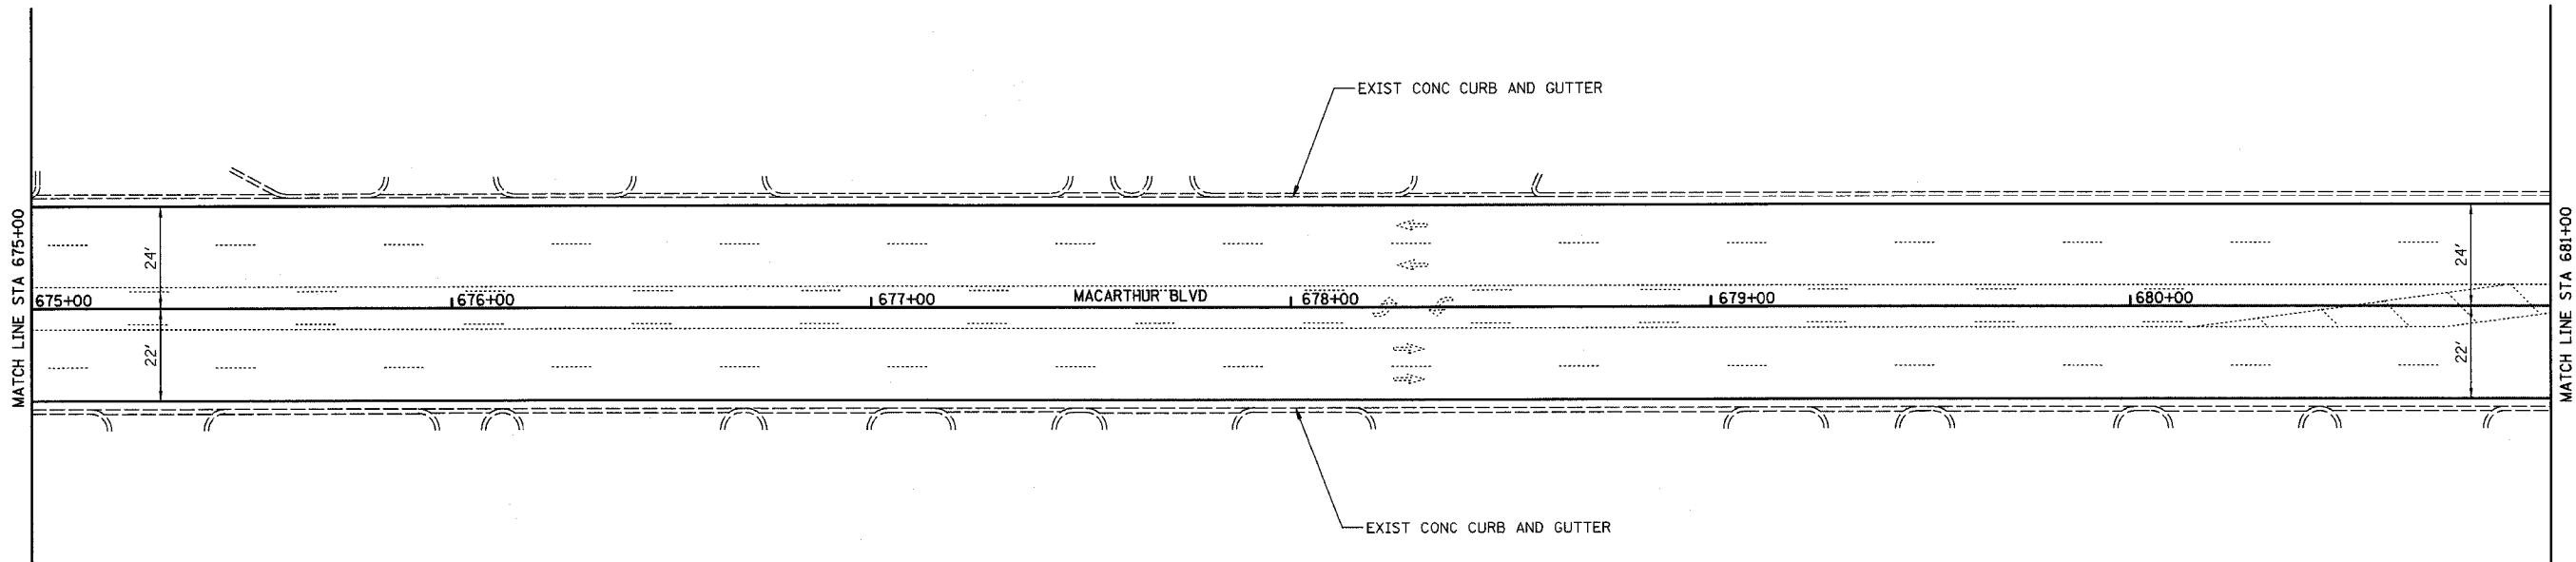 EXIST CONC CURB AND GUTTER
MATCH LINE STA 675+00
24'
24'
MATCH LINE STA 681+00
675+00
676+00
677+00
MACARTHUR BLVD
678+00
679+00
680+00
22'
22'
EXIST CONC CURB AND GUTTER